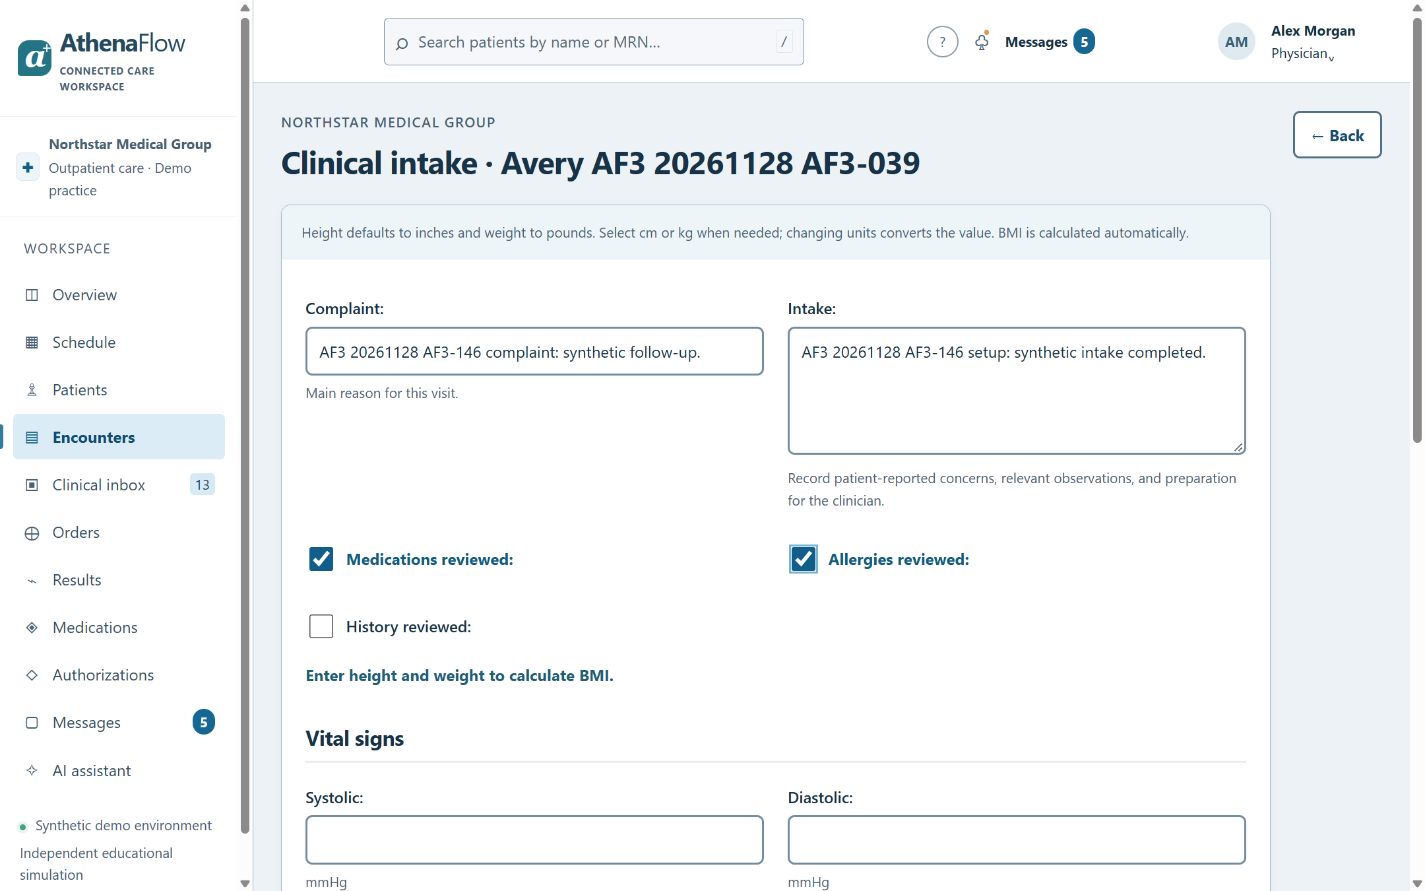 AthenaFlow
CONNECTED CARE
WORKSPACE
Northstar Medical Group
Outpatient care · Demo
practice
WORKSPACE
Overview
Schedule
Patients
Encounters
Clinical inbox 13
Orders
Results
Medications
Authorizations
Messages 5
AI assistant
Synthetic demo environment
Independent educational
simulation
Search patients by name or MRN... /
? Messages 5
AM Alex Morgan
Physician
NORTHSTAR MEDICAL GROUP
← Back
Clinical intake · Avery AF3 20261128 AF3-039
Height defaults to inches and weight to pounds. Select cm or kg when needed; changing units converts the value. BMI is calculated automatically.
Complaint:
AF3 20261128 AF3-146 complaint: synthetic follow-up.
Main reason for this visit.
Intake:
AF3 20261128 AF3-146 setup: synthetic intake completed.
Record patient-reported concerns, relevant observations, and preparation
for the clinician.
Medications reviewed:
Allergies reviewed:
History reviewed:
Enter height and weight to calculate BMI.
Vital signs
Systolic:
mmHg
Diastolic:
mmHg